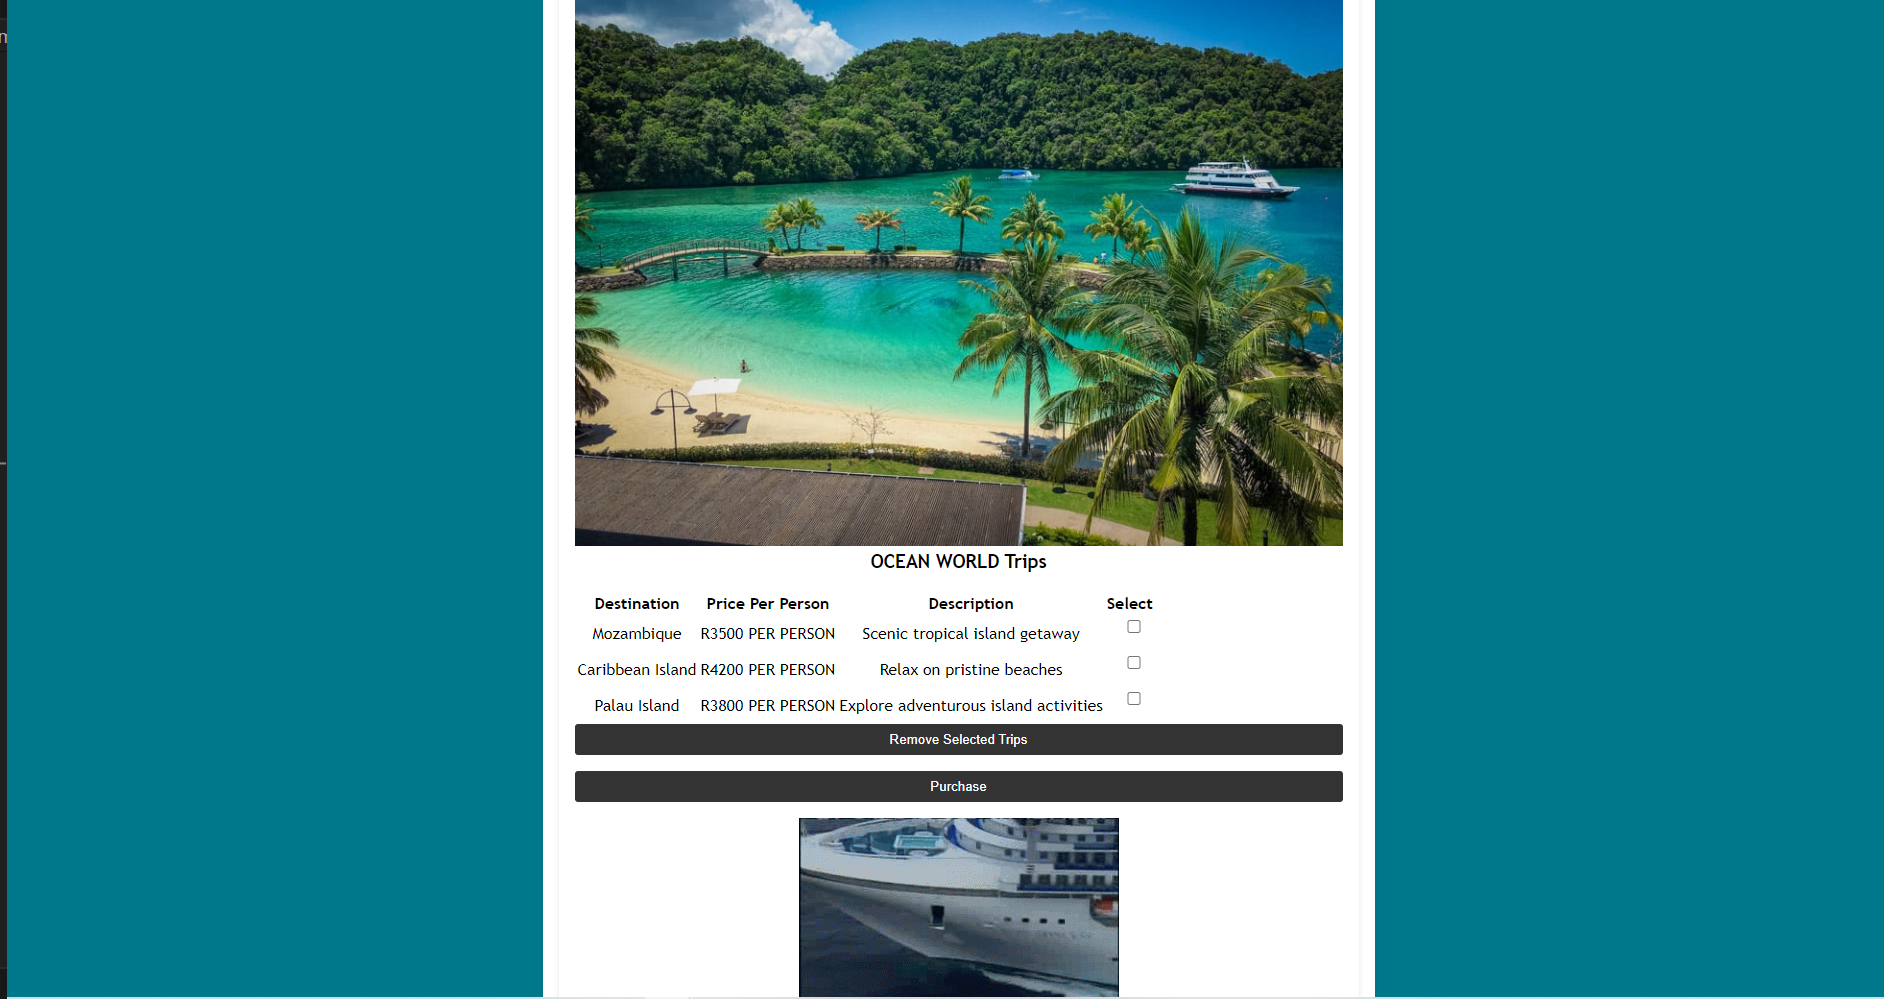 OCEAN WORLD Trips
Destination Price Per Person Description Select
Mozambique R3500 PER PERSON Scenic tropical island getaway
Caribbean Island R4200 PER PERSON Relax on pristine beaches
Palau Island R3800 PER PERSON Explore adventurous island activities
Remove Selected Trips
Purchase